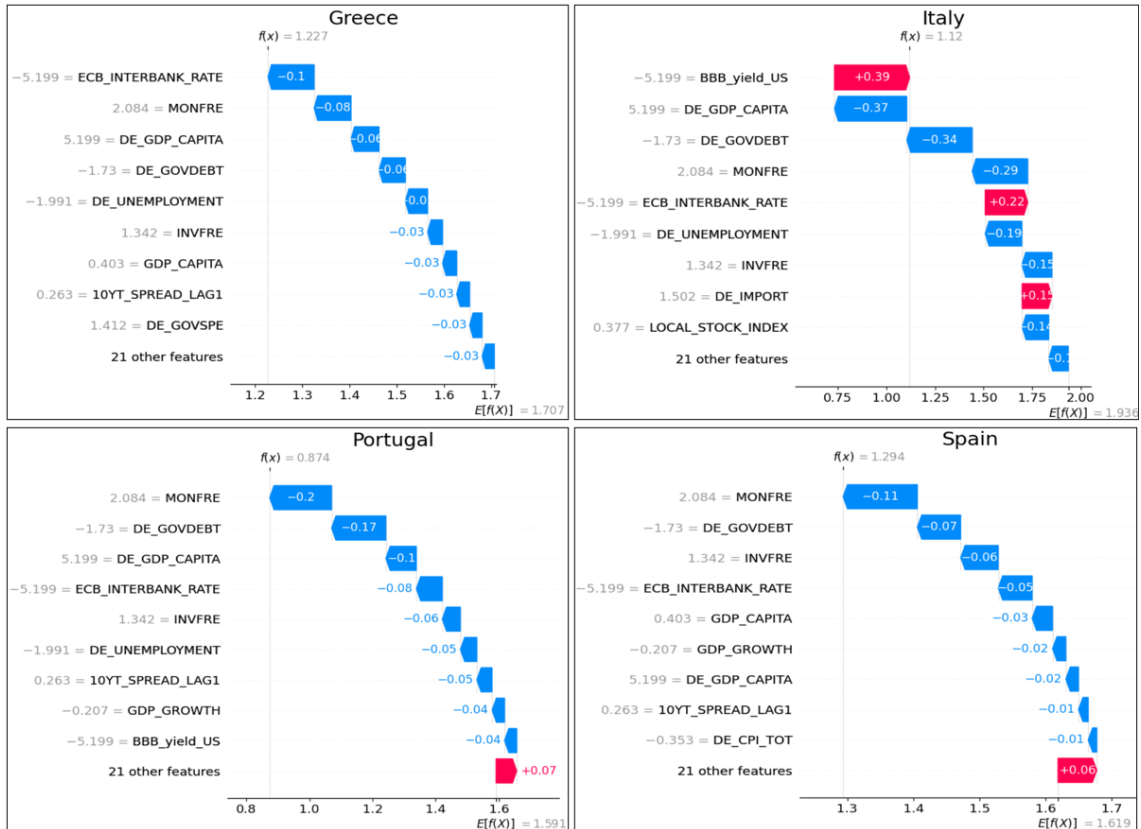 Greece
f(x) = 1.227
−5.199 = ECB_INTERBANK_RATE −0.1
2.084 = MONFRE −0.08
5.199 = DE_GDP_CAPITA −0.06
−1.73 = DE_GOVDEBT −0.06
−1.991 = DE_UNEMPLOYMENT −0.0
1.342 = INVFRE −0.03
0.403 = GDP_CAPITA −0.03
0.263 = 10YT_SPREAD_LAG1 −0.03
1.412 = DE_GOVSPE −0.03
21 other features −0.03
1.2 1.3 1.4 1.5 1.6 1.7
E[f(X)] = 1.707
Italy
f(x) = 1.12
−5.199 = BBB_yield_US +0.39
5.199 = DE_GDP_CAPITA −0.37
−1.73 = DE_GOVDEBT −0.34
2.084 = MONFRE −0.29
−5.199 = ECB_INTERBANK_RATE +0.22
−1.991 = DE_UNEMPLOYMENT −0.19
1.342 = INVFRE −0.15
1.502 = DE_IMPORT +0.15
0.377 = LOCAL_STOCK_INDEX −0.14
21 other features −0.1
0.75 1.00 1.25 1.50 1.75 2.00
E[f(X)] = 1.936
Portugal
f(x) = 0.874
2.084 = MONFRE −0.2
−1.73 = DE_GOVDEBT −0.17
5.199 = DE_GDP_CAPITA −0.1
−5.199 = ECB_INTERBANK_RATE −0.08
1.342 = INVFRE −0.06
−1.991 = DE_UNEMPLOYMENT −0.05
0.263 = 10YT_SPREAD_LAG1 −0.05
−0.207 = GDP_GROWTH −0.04
−5.199 = BBB_yield_US −0.04
21 other features +0.07
0.8 1.0 1.2 1.4 1.6
E[f(X)] = 1.591
Spain
f(x) = 1.294
2.084 = MONFRE −0.11
−1.73 = DE_GOVDEBT −0.07
1.342 = INVFRE −0.06
−5.199 = ECB_INTERBANK_RATE −0.05
0.403 = GDP_CAPITA −0.03
−0.207 = GDP_GROWTH −0.02
5.199 = DE_GDP_CAPITA −0.02
0.263 = 10YT_SPREAD_LAG1 −0.01
−0.353 = DE_CPI_TOT −0.01
21 other features +0.06
1.3 1.4 1.5 1.6 1.7
E[f(X)] = 1.619